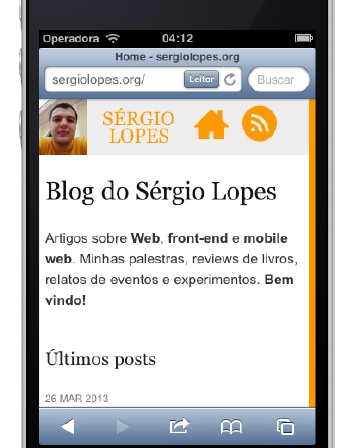 Operadora 04:12
Home - sergiolopes.org
sergiolopes.org/ Leitor Buscar
SÉRGIO
LOPES
Blog do Sérgio Lopes
Artigos sobre Web, front-end e mobile
web. Minhas palestras, reviews de livros,
relatos de eventos e experimentos. Bem
vindo!
Últimos posts
26 MAR 2013